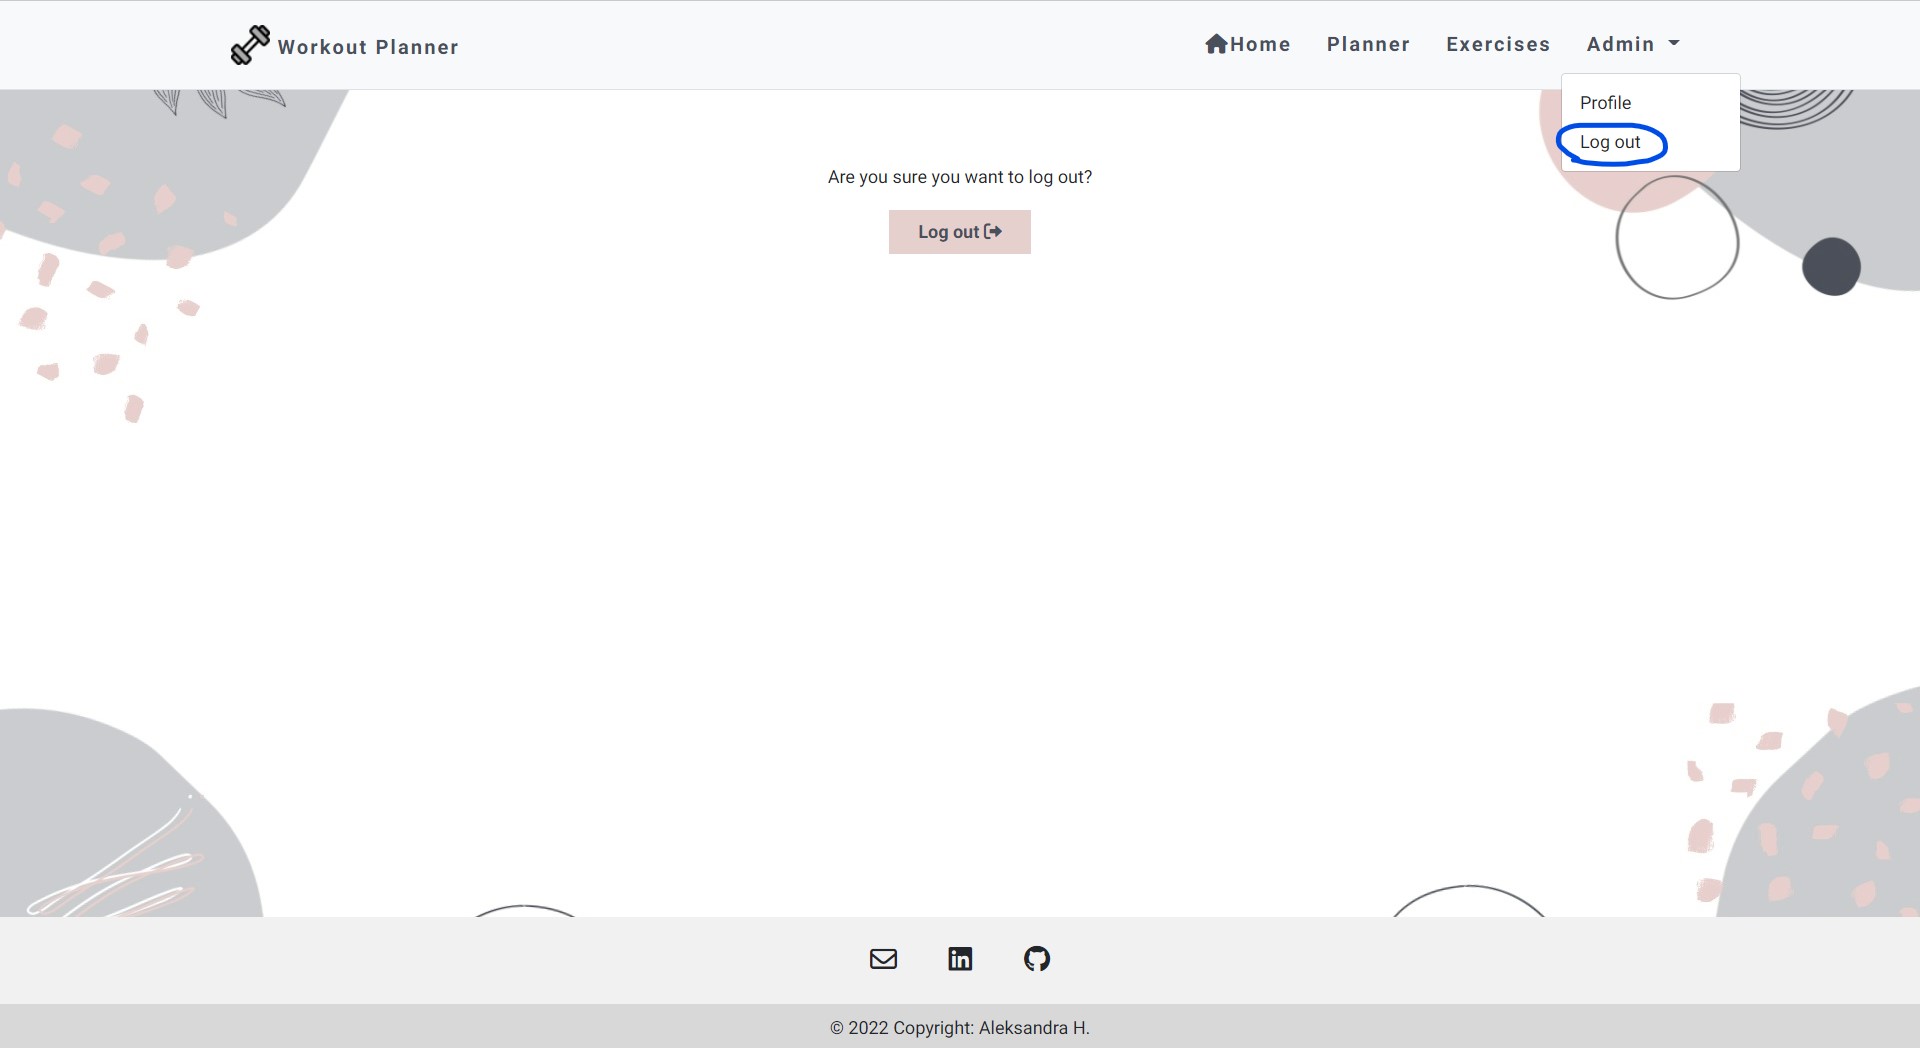 Workout Planner
Home Planner Exercises Admin
Profile
Log out
Are you sure you want to log out?
Log out
© 2022 Copyright: Aleksandra H.